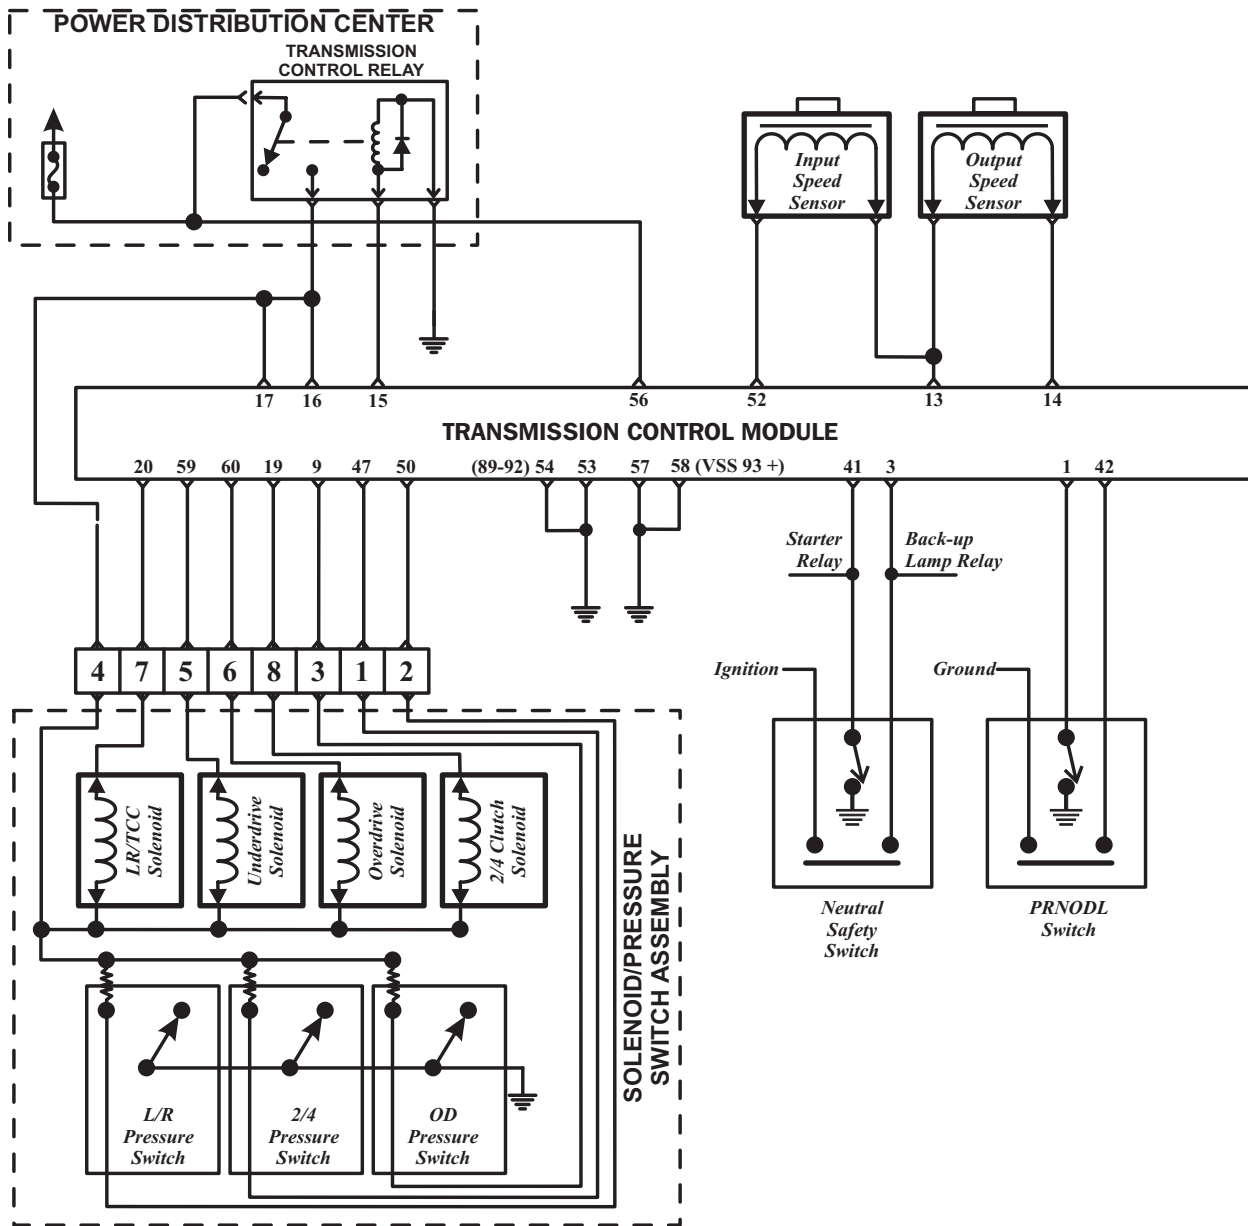 POWER DISTRIBUTION CENTER
TRANSMISSION
CONTROL RELAY
Input
Speed
Sensor
Output
Speed
Sensor
17 16 15 56 52 13 14
TRANSMISSION CONTROL MODULE
20 59 60 19 9 47 50 (89-92) 54 53 57 58 (VSS 93 +) 41 3 1 42
Starter
Relay
Back-up
Lamp Relay
4 7 5 6 8 3 1 2
Ignition
Ground
LR/TCC
Solenoid
Underdrive
Solenoid
Overdrive
Solenoid
2/4 Clutch
Solenoid
SOLENOID/PRESSURE
SWITCH ASSEMBLY
Neutral
Safety
Switch
PRNODL
Switch
L/R
Pressure
Switch
2/4
Pressure
Switch
OD
Pressure
Switch